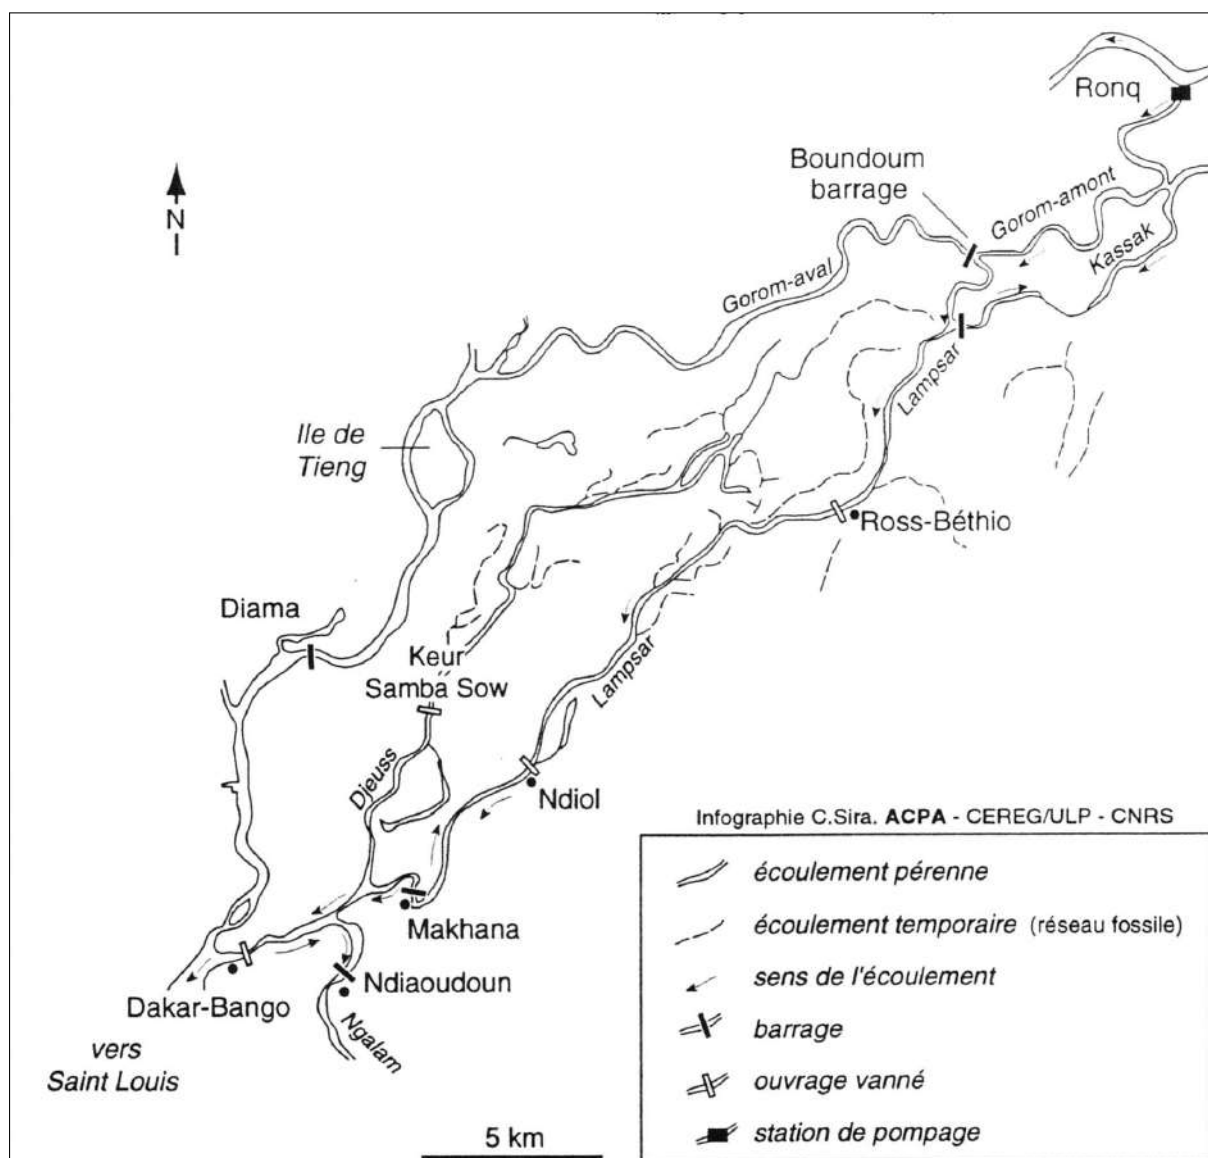 Ronq
Boundoum
barrage
Gorom-amont
Kassak
N
Gorom-aval
Lampsar
Ile de
Tieng
Ross-Béthio
Diama
Keur
Samba Sow
Lampsar
Djeuss
Ndiol
Makhana
Ndiaoudoun
Dakar-Bango
Ngalam
vers
Saint Louis
5 km
Infographie C.Sira. ACPA - CEREG/ULP - CNRS
écoulement pérenne
écoulement temporaire (réseau fossile)
sens de l'écoulement
barrage
ouvrage vanné
station de pompage